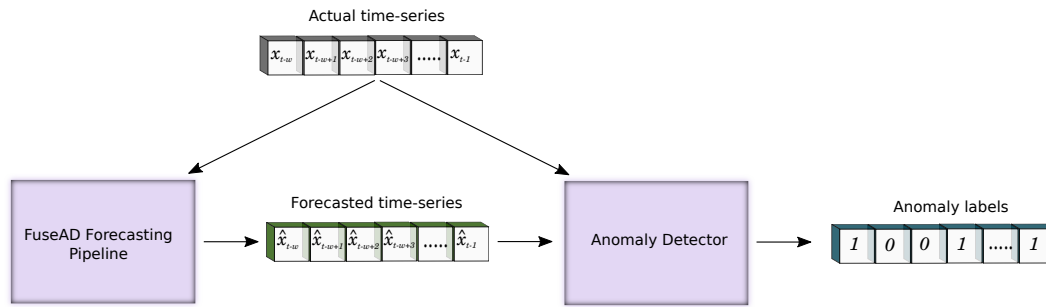 Actual time-series
x_{t-w} x_{t-w+1} x_{t-w+2} x_{t-w+3} ..... x_{t-1}
FuseAD Forecasting
Pipeline
Forecasted time-series
x̂_{t-w} x̂_{t-w+1} x̂_{t-w+2} x̂_{t-w+3} ..... x̂_{t-1}
Anomaly Detector
Anomaly labels
1 0 0 1 ..... 1